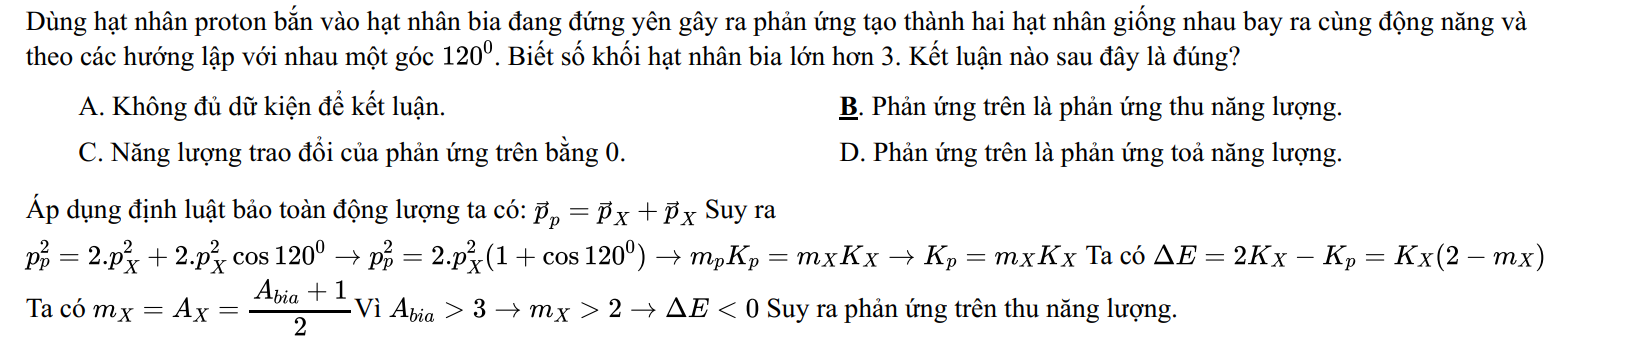 Dùng hạt nhân proton bắn vào hạt nhân bia đang đứng yên gây ra phản ứng tạo thành hai hạt nhân giống nhau bay ra cùng động năng và
theo các hướng lập với nhau một góc 120⁰. Biết số khối hạt nhân bia lớn hơn 3. Kết luận nào sau đây là đúng?
A. Không đủ dữ kiện để kết luận. B. Phản ứng trên là phản ứng thu năng lượng.
C. Năng lượng trao đổi của phản ứng trên bằng 0. D. Phản ứng trên là phản ứng toả năng lượng.
Áp dụng định luật bảo toàn động lượng ta có: $\vec{p}_p = \vec{p}_X + \vec{p}_X$ Suy ra
$p_p^2 = 2.p_X^2 + 2.p_X^2 \cos 120^0 \rightarrow p_p^2 = 2.p_X^2(1 + \cos 120^0) \rightarrow m_pK_p = m_XK_X \rightarrow K_p = m_XK_X$ Ta có $\Delta E = 2K_X - K_p = K_X(2 - m_X)$
Ta có $m_X = A_X = \frac{A_{bia} + 1}{2}$ Vì $A_{bia} > 3 \rightarrow m_X > 2 \rightarrow \Delta E < 0$ Suy ra phản ứng trên thu năng lượng.